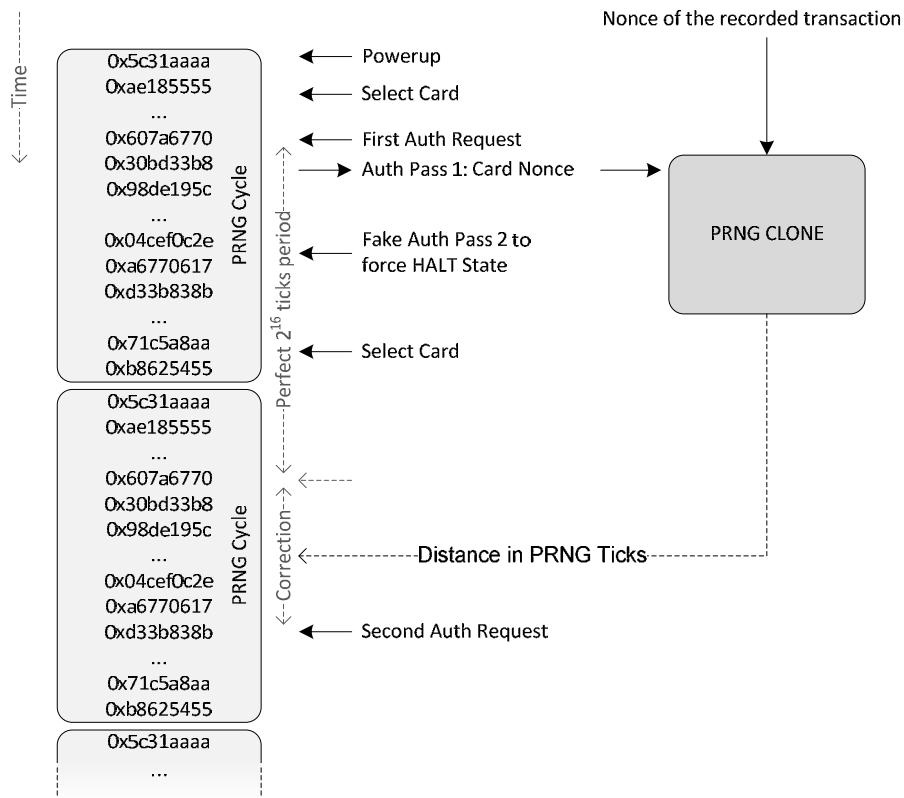 Nonce of the recorded transaction
Time
0x5c31aaaa
0xae185555
...
0x607a6770
0x30bd33b8
0x98de195c
...
0x04cef0c2e
0xa6770617
0xd33b838b
...
0x71c5a8aa
0xb8625455
PRNG Cycle
Perfect 2^16 ticks period
Powerup
Select Card
First Auth Request
Auth Pass 1: Card Nonce
Fake Auth Pass 2 to
force HALT State
Select Card
PRNG CLONE
0x5c31aaaa
0xae185555
...
0x607a6770
0x30bd33b8
0x98de195c
...
0x04cef0c2e
0xa6770617
0xd33b838b
...
0x71c5a8aa
0xb8625455
PRNG Cycle
Correction
Distance in PRNG Ticks
Second Auth Request
0x5c31aaaa
...